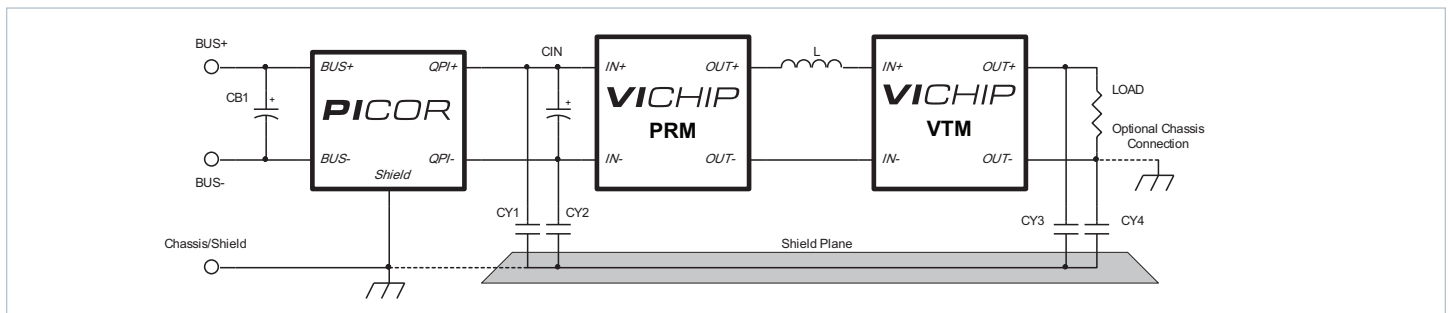 BUS+
CB1
+
BUS-
BUS+
QPI+
PICOR
BUS-
QPI-
Shield
CIN
+
IN+
OUT+
VICHIP
PRM
IN-
OUT-
L
IN+
OUT+
VICHIP
VTM
IN-
OUT-
LOAD
Optional Chassis
Connection
CY1
CY2
CY3
CY4
Chassis/Shield
Shield Plane